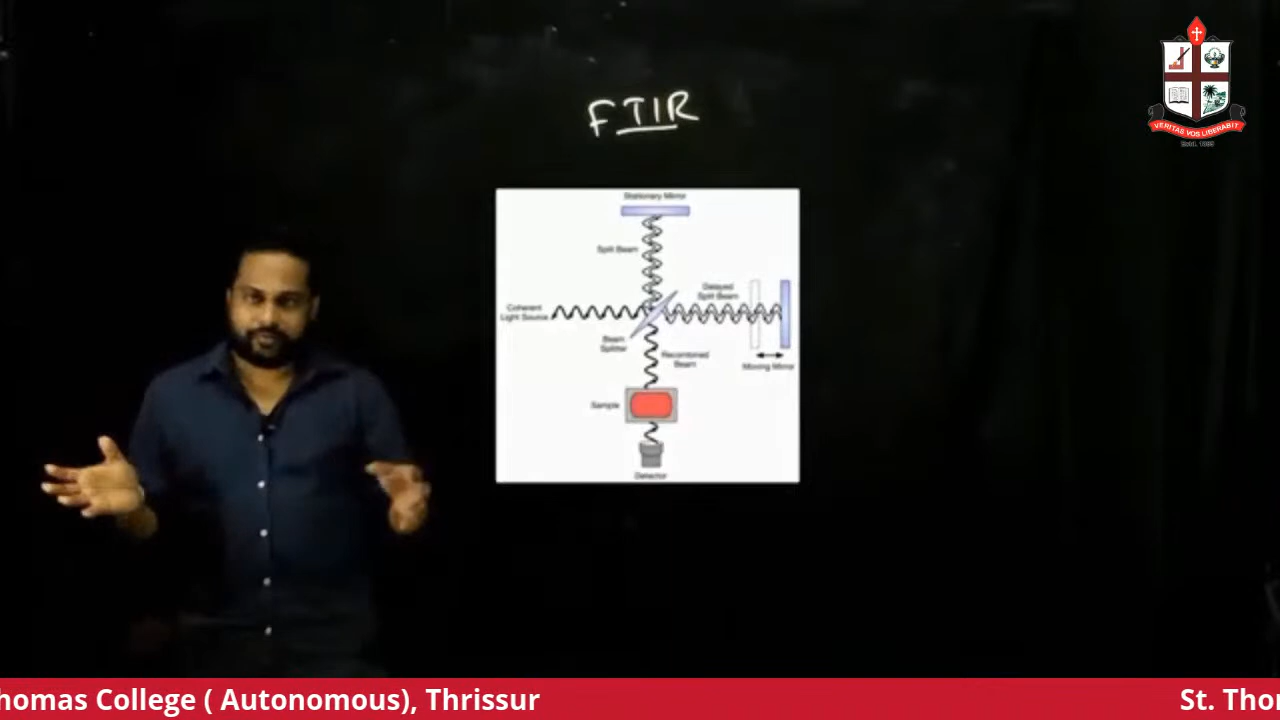 FTIR
Stationary Mirror
Split Beam
Delayed
Split Beam
Coherent
Light Source
Beam
Splitter
Recombined
Beam
Moving Mirror
Sample
Detector
VERITAS VOS LIBERABIT
Estd.
homas College ( Autonomous), Thrissur
St. Thor